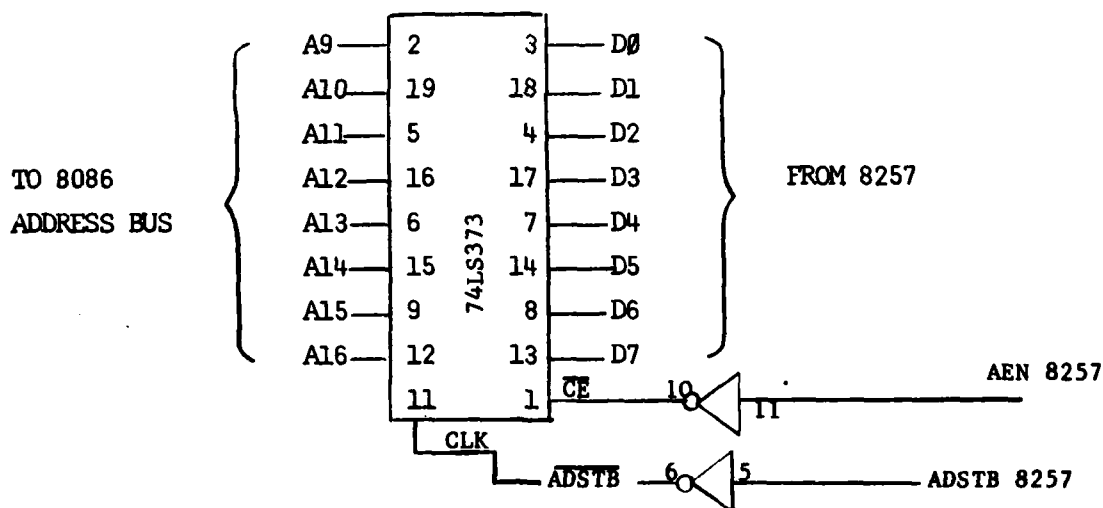 A9 2 3 DØ
A10 19 18 D1
A11 5 4 D2
TO 8086 A12 16 17 D3 FROM 8257
ADDRESS BUS A13 6 7 D4
A14 15 14 D5
A15 9 8 D6
A16 12 13 D7
74LS373
11 1 CE 10 11 AEN 8257
CLK
ADSTB 6 5 ADSTB 8257